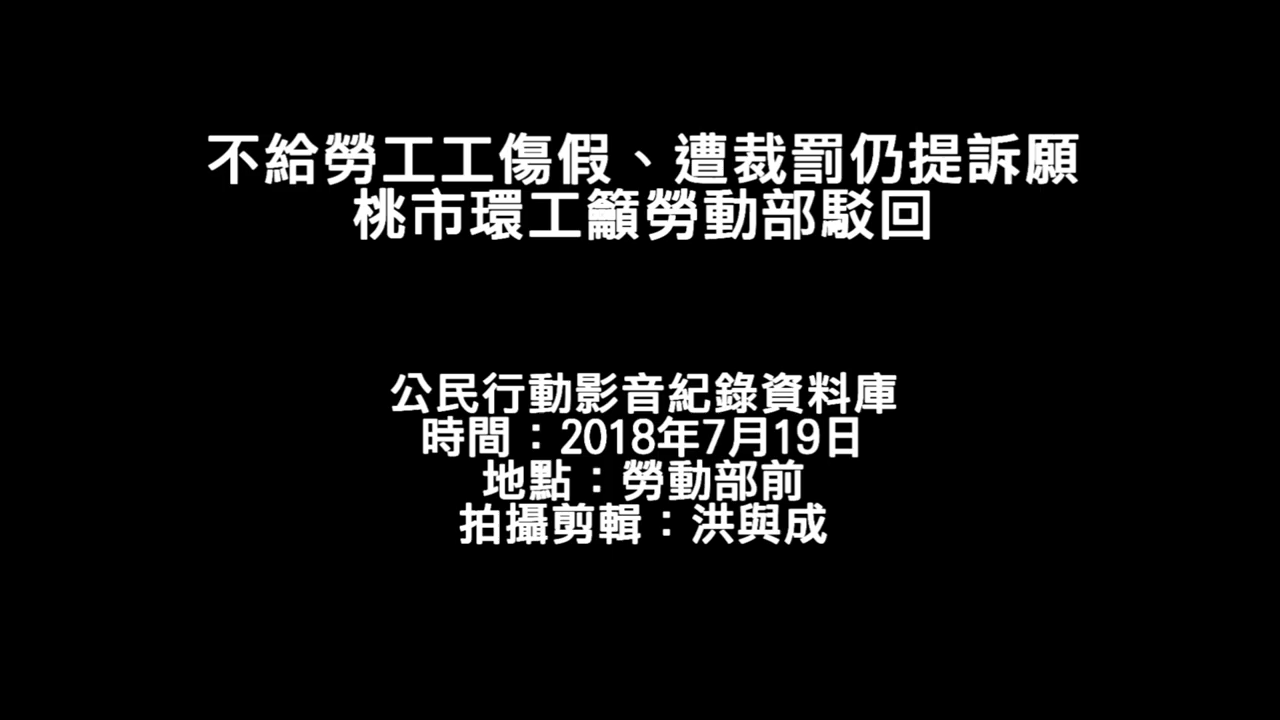 不給勞工工傷假、遭裁罰仍提訴願
桃市環工籲勞動部駁回
公民行動影音紀錄資料庫
時間：2018年7月19日
地點：勞動部前
拍攝剪輯：洪與成